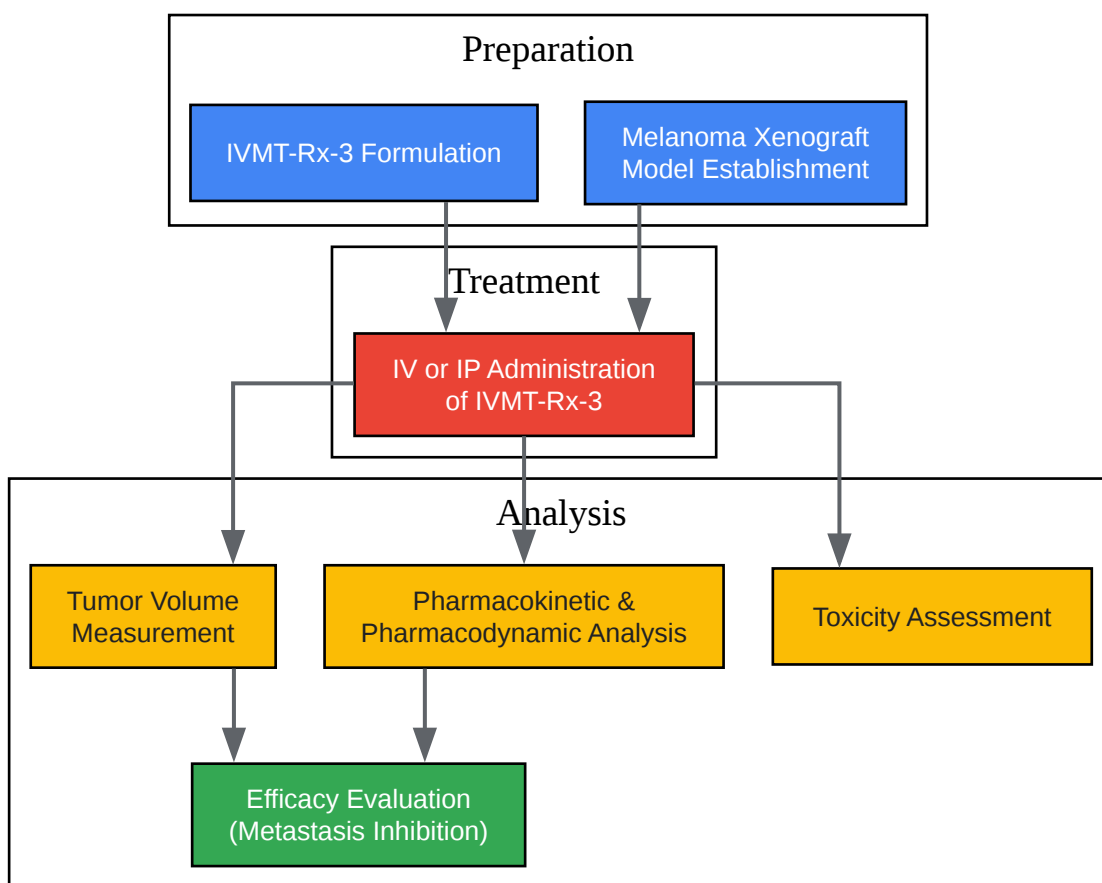 Preparation
IVMT-Rx-3 Formulation
Melanoma Xenograft
Model Establishment
Treatment
IV or IP Administration
of IVMT-Rx-3
Analysis
Tumor Volume
Measurement
Pharmacokinetic &
Pharmacodynamic Analysis
Toxicity Assessment
Efficacy Evaluation
(Metastasis Inhibition)